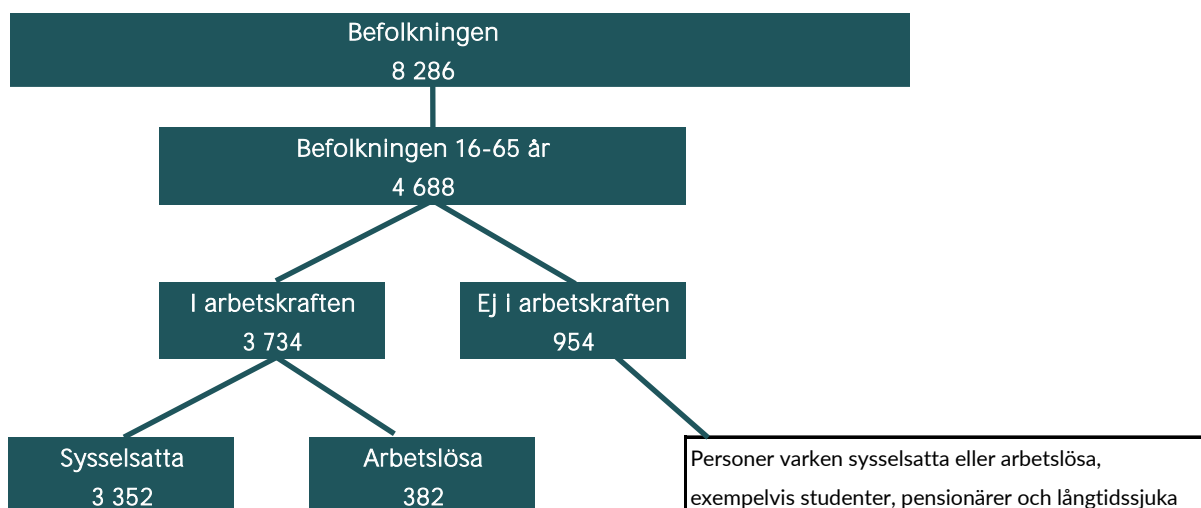 Befolkningen
8 286
Befolkningen 16-65 år
4 688
I arbetskraften
3 734
Ej i arbetskraften
954
Sysselsatta
3 352
Arbetslösa
382
Personer varken sysselsatta eller arbetslösa,
exempelvis studenter, pensionärer och långtidssjuka